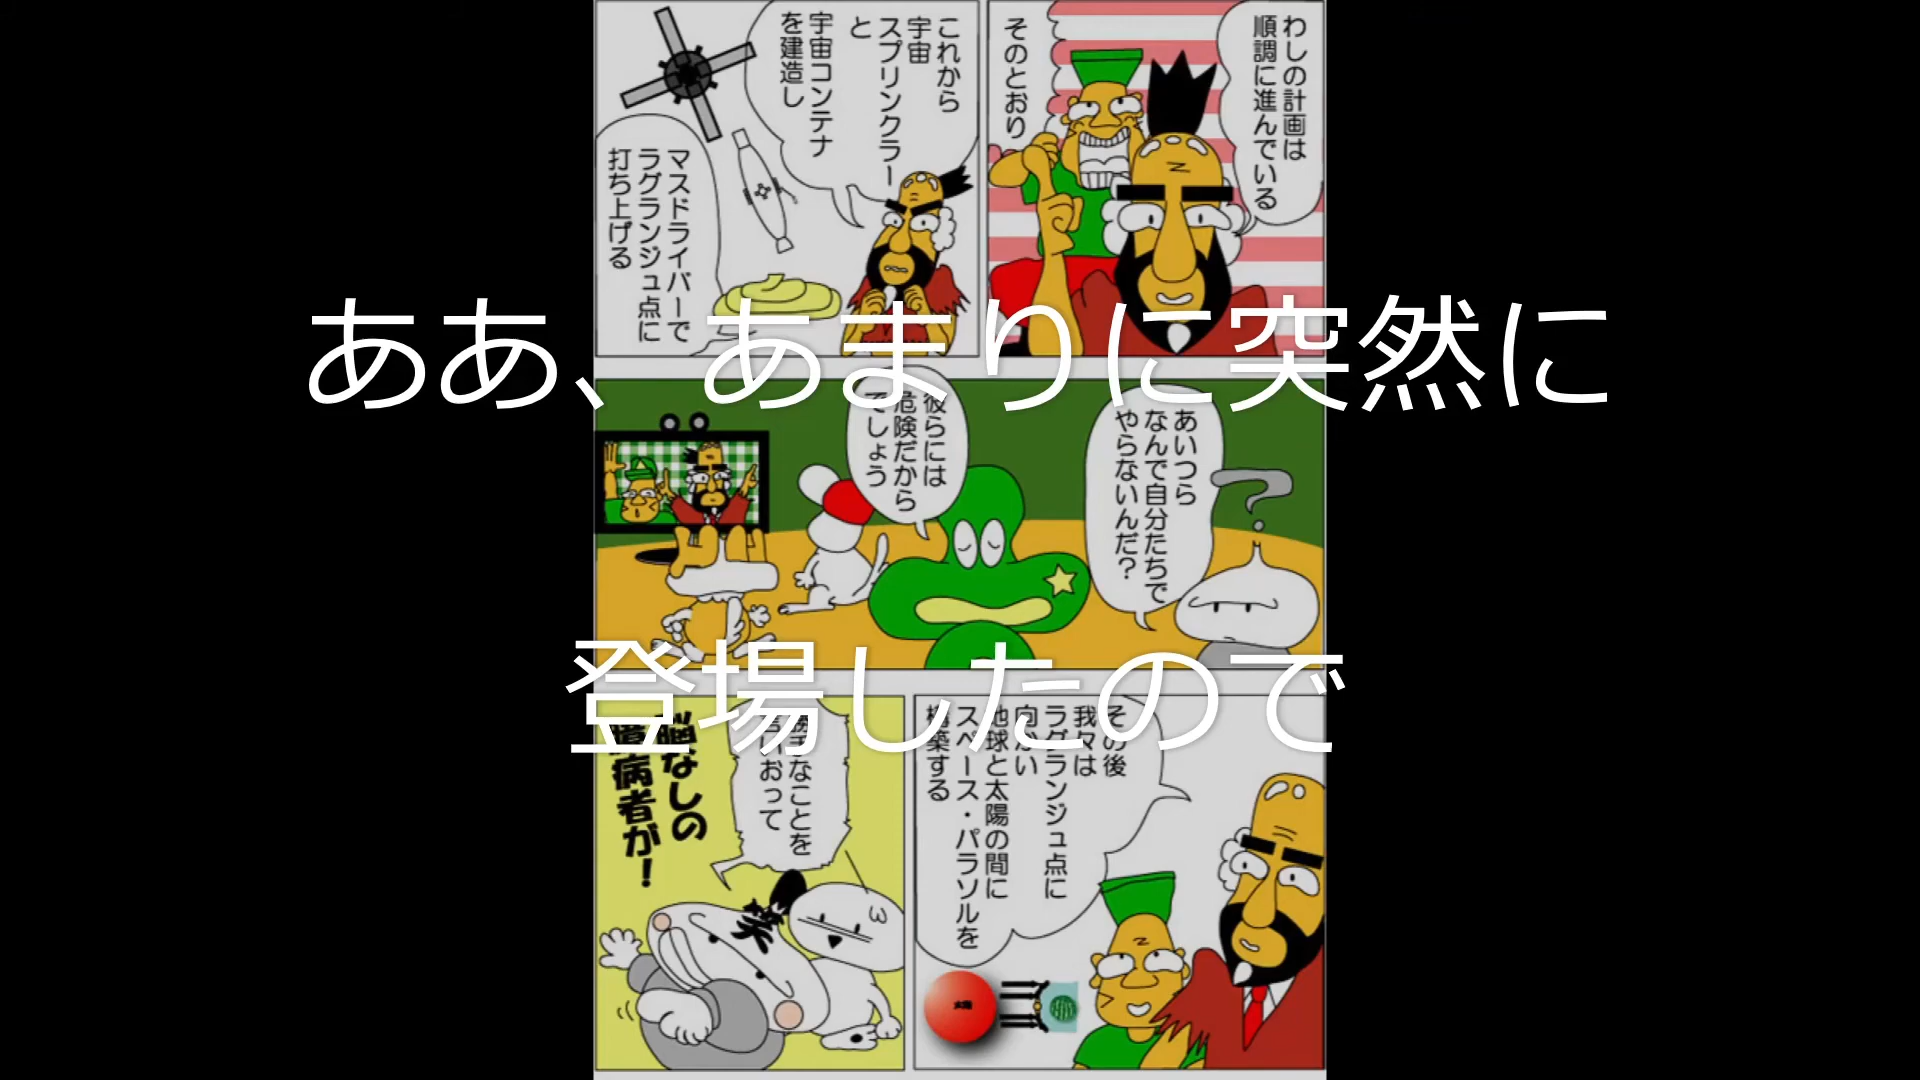 ああ、あまりに突然に
登場したので
わしの計画は
順調に進んでいる
そのとおり
これから
宇宙
スプリンクラー
と
宇宙コンテナ
を建造し
マスドライバーで
ラグランジュ点に
打ち上げる
あいつら
なんで自分たちで
やらないんだ？
？
彼らには
危険だから
でしょう
その後
我々は
ラグランジュ点に
向かい
地球と太陽の間に
スペース・パラソルを
構築する
なことを
いおって
笑
脳なしの
臆病者が！